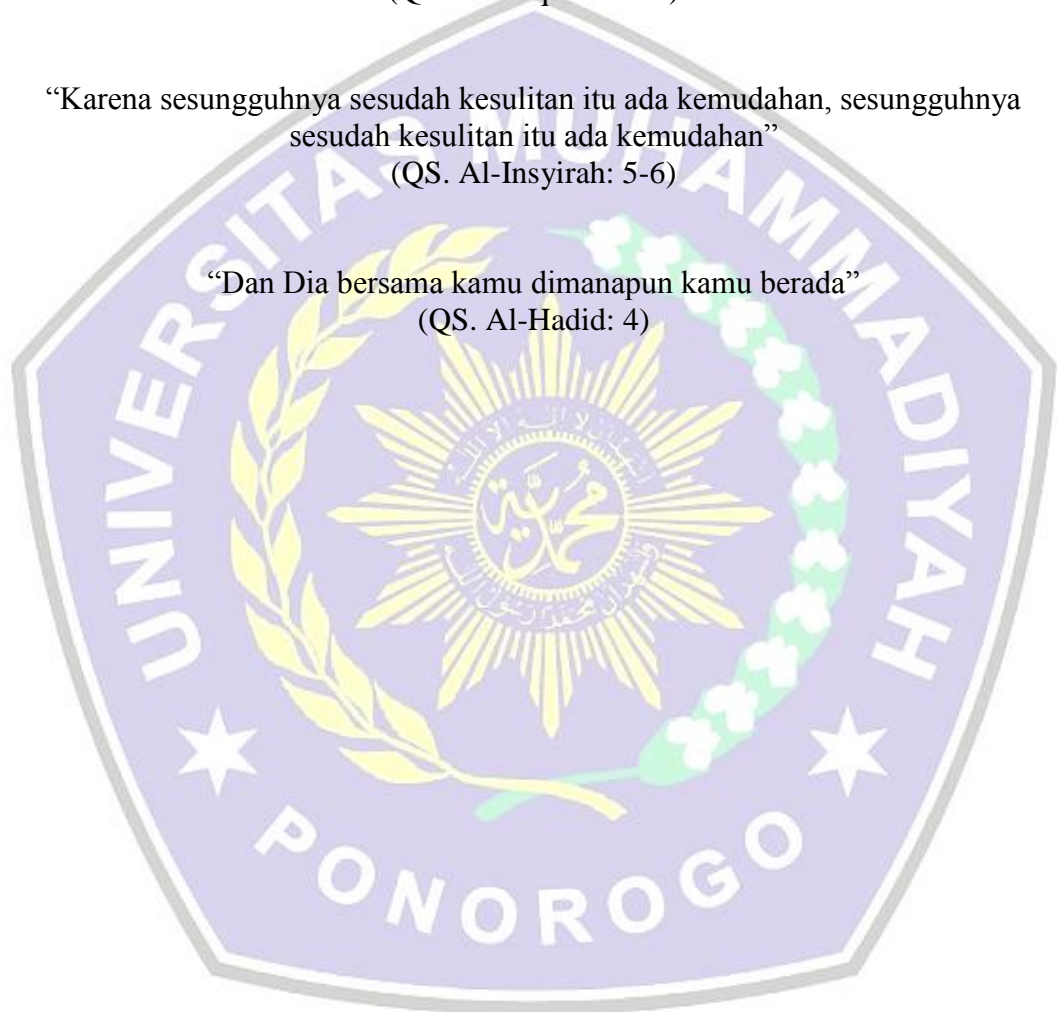 “Karena sesungguhnya sesudah kesulitan itu ada kemudahan, sesungguhnya
sesudah kesulitan itu ada kemudahan”
(QS. Al-Insyirah: 5-6)
“Dan Dia bersama kamu dimanapun kamu berada”
(QS. Al-Hadid: 4)
UNIVERSITAS MUHAMMADIYAH
محمدية
PONOROGO